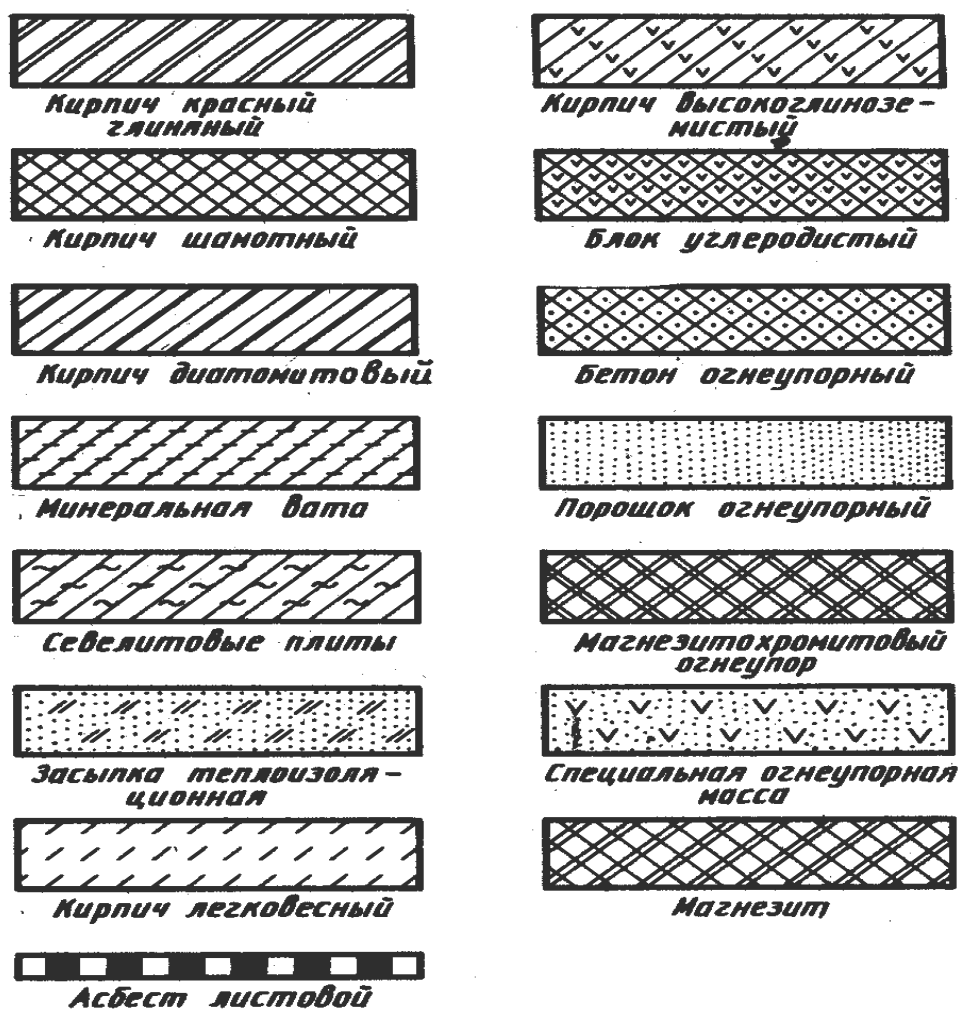 Кирпич красный
глиняный
Кирпич шамотный
Кирпич диатомитовый
Минеральная вата
Севелитовые плиты
Засыпка теплоизоля-
ционная
Кирпич легковесный
Асбест листовой
Кирпич высокоглинозе-
мистый
Блок углеродистый
Бетон огнеупорный
Порошок огнеупорный
Магнезитохромитовый
огнеупор
Специальная огнеупорная
масса
Магнезит